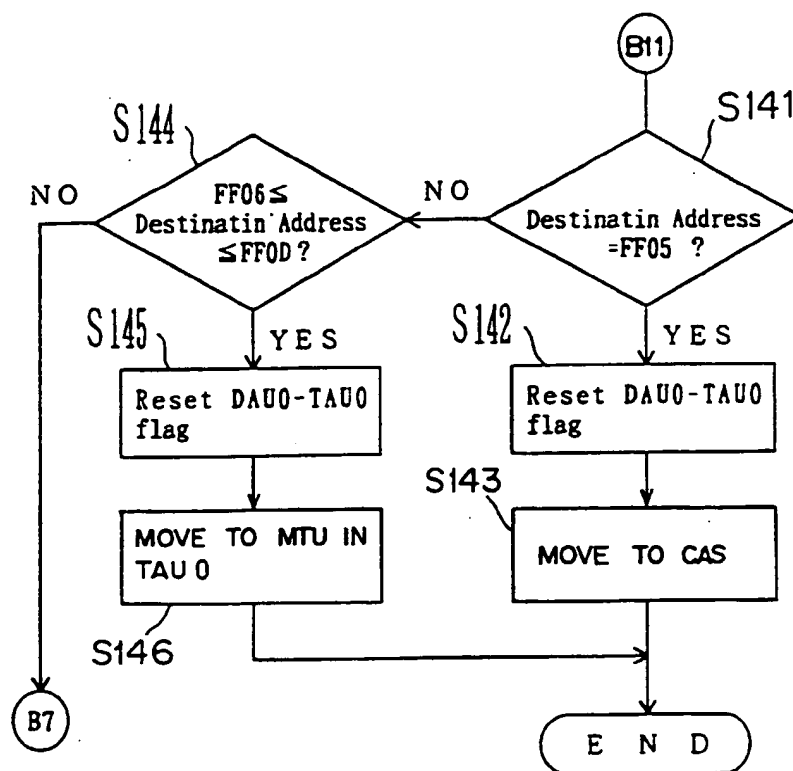 B11
S141
Destinatin Address
=FF05 ?
NO
YES
S142
Reset DAU0-TAU0
flag
S143
MOVE TO CAS
S144
FF06≤
Destinatin Address
≤FF0D?
NO
YES
S145
Reset DAU0-TAU0
flag
MOVE TO MTU IN
TAU 0
S146
B7
END